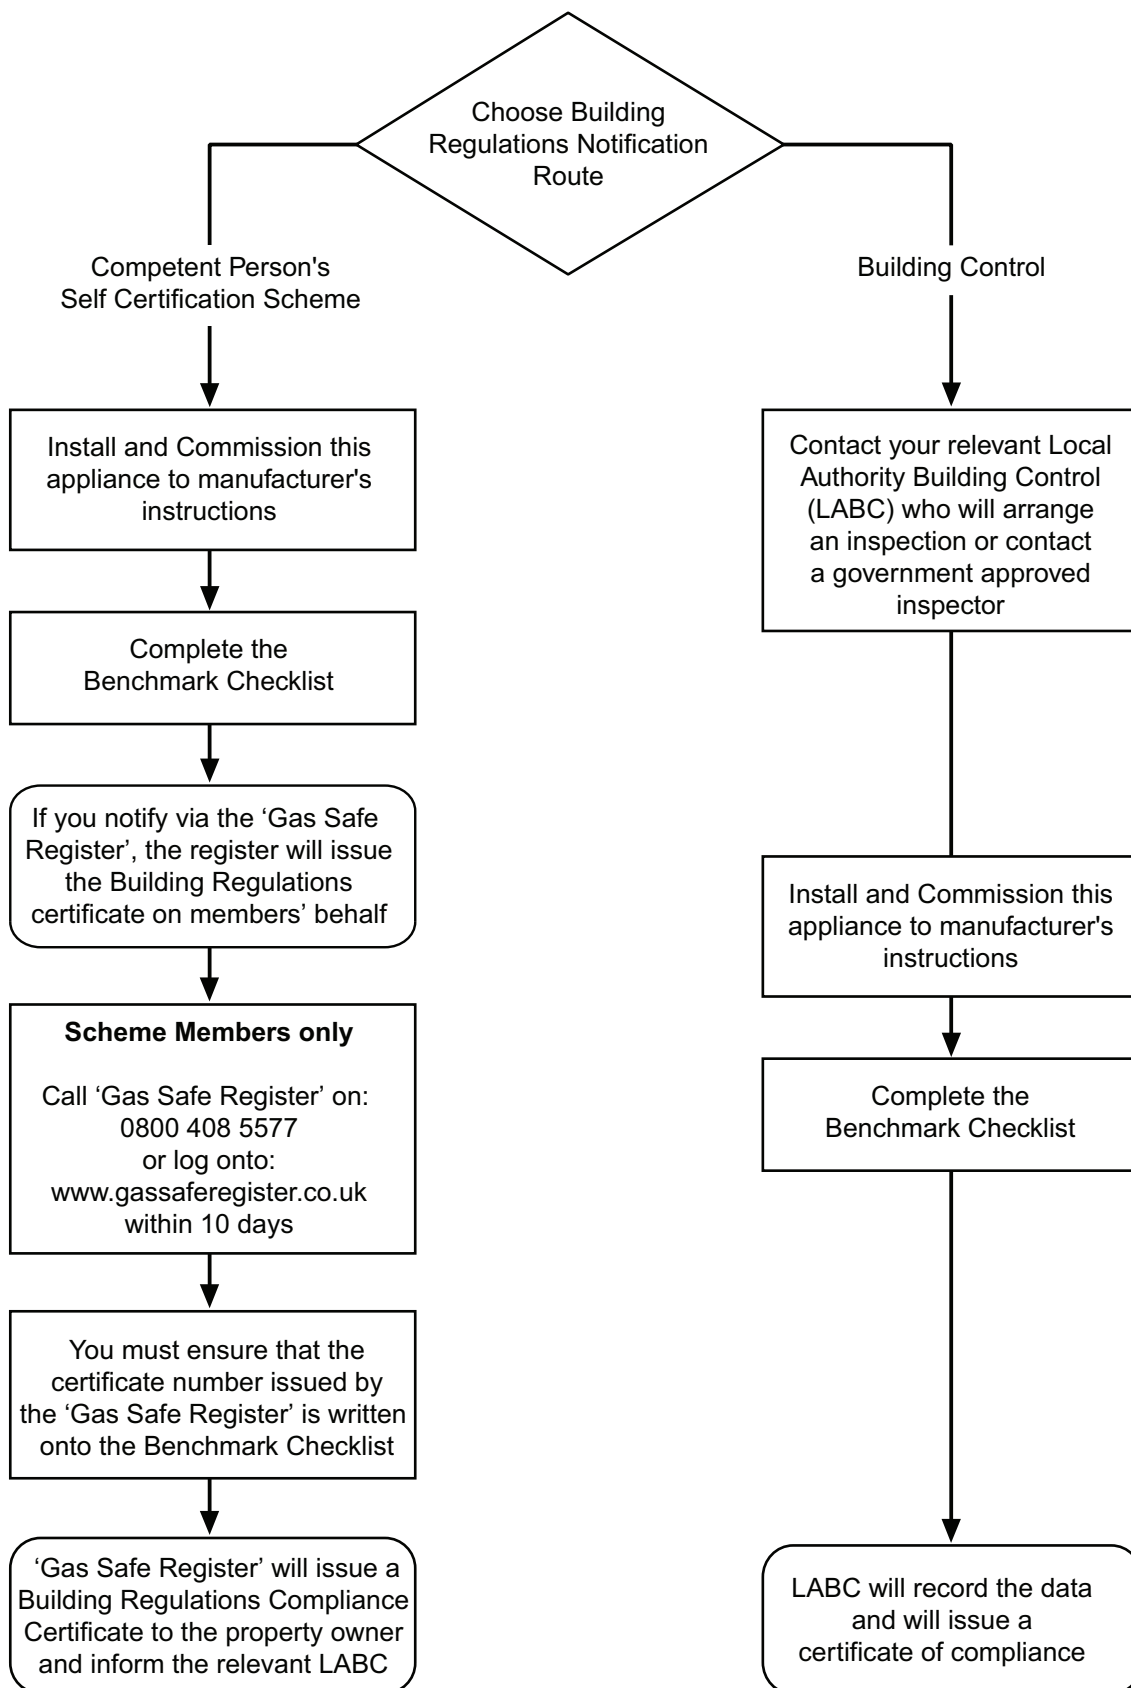 Choose Building
Regulations Notification
Route
Competent Person's
Self Certification Scheme
Install and Commission this
appliance to manufacturer's
instructions
Complete the
Benchmark Checklist
If you notify via the ‘Gas Safe
Register’, the register will issue
the Building Regulations
certificate on members’ behalf
Scheme Members only
Call ‘Gas Safe Register’ on:
0800 408 5577
or log onto:
www.gassaferegister.co.uk
within 10 days
You must ensure that the
certificate number issued by
the ‘Gas Safe Register’ is written
onto the Benchmark Checklist
‘Gas Safe Register’ will issue a
Building Regulations Compliance
Certificate to the property owner
and inform the relevant LABC
Building Control
Contact your relevant Local
Authority Building Control
(LABC) who will arrange
an inspection or contact
a government approved
inspector
Install and Commission this
appliance to manufacturer's
instructions
Complete the
Benchmark Checklist
LABC will record the data
and will issue a
certificate of compliance